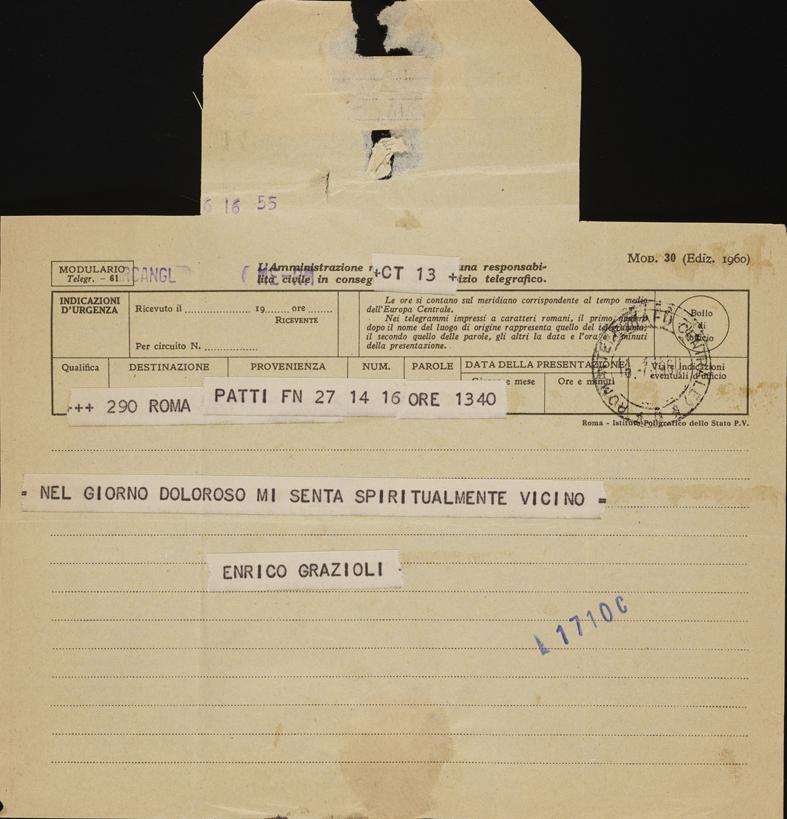 6 16 55
MODULARIO
Telegr. - 61
CANGL
L'Amministrazione +CT 13 + una responsabi-
lità civile in conseg izio telegrafico.
MOD. 30 (Ediz. 1960)
INDICAZIONI
D'URGENZA
Ricevuto il 19 ore
RICEVENTE
Per circuito N.
Le ore si contano sul meridiano corrispondente al tempo medio
dell'Europa Centrale.
Nei telegrammi impressi a caratteri romani, il primo numero
dopo il nome del luogo di origine rappresenta quello del telegramma,
il secondo quello delle parole, gli altri la data e l'ora e i minuti
della presentazione.
Bollo
di
ufficio
Qualifica DESTINAZIONE PROVENIENZA NUM. PAROLE DATA DELLA PRESENTAZIONE
Giorno e mese Ore e minuti
Vie e indicazioni
eventuali d'ufficio
+++ 290 ROMA PATTI FN 27 14 16 ORE 1340
Roma - Istituto Poligrafico dello Stato P.V.
= NEL GIORNO DOLOROSO MI SENTA SPIRITUALMENTE VICINO =
ENRICO GRAZIOLI
L1710C